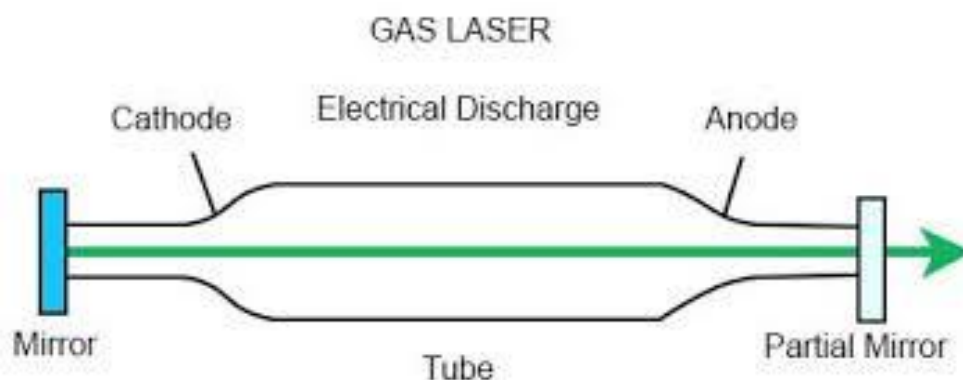 GAS LASER
Electrical Discharge
Cathode
Anode
Mirror
Partial Mirror
Tube